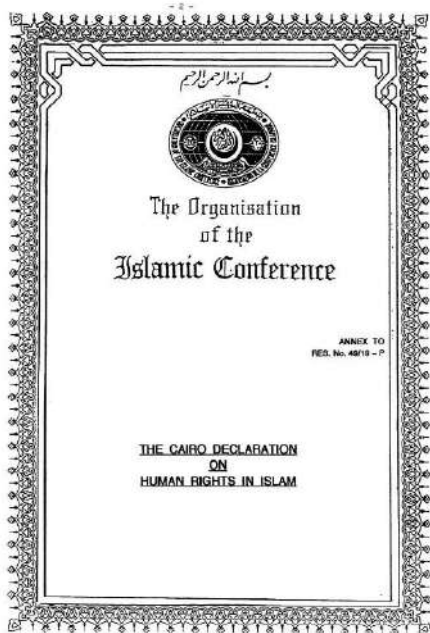 - 2 -
بسم الله الرحمن الرحيم
The Organisation
of the
Islamic Conference
ANNEX TO
RES. No. 49/19 - P
THE CAIRO DECLARATION
ON
HUMAN RIGHTS IN ISLAM